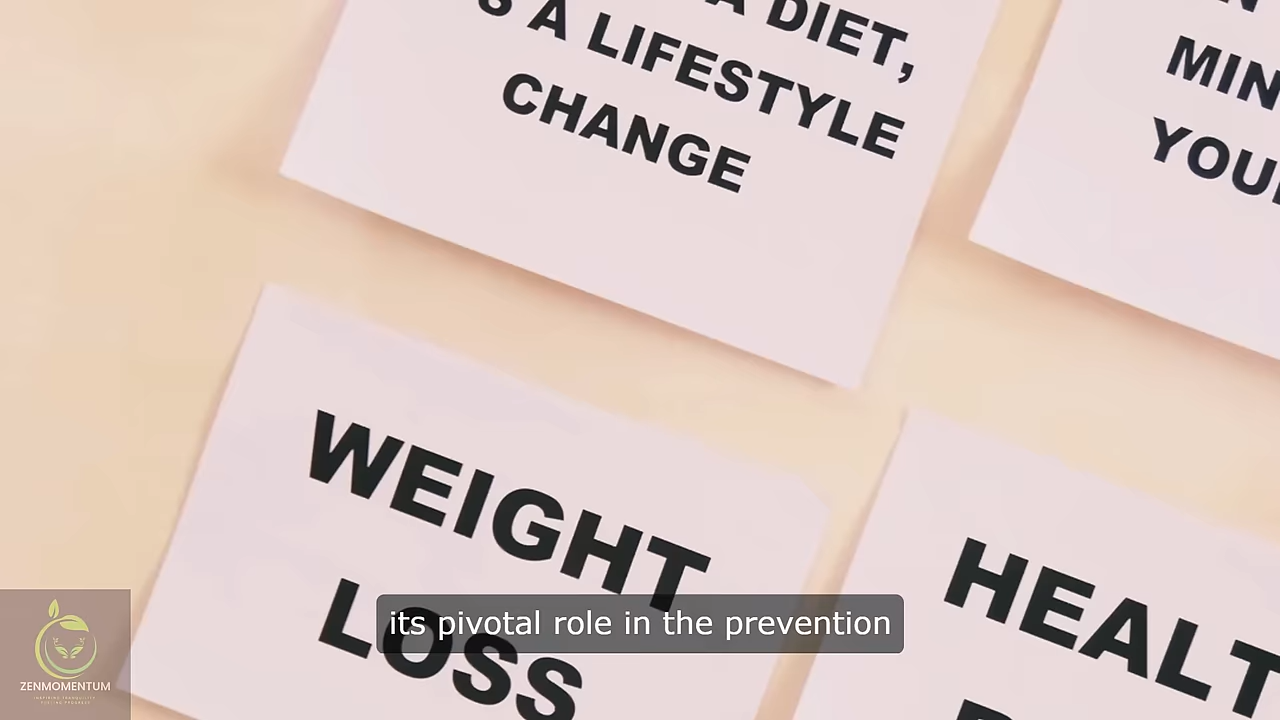 A DIET,
S A LIFESTYLE
CHANGE
MIN
YOU
WEIGHT
LOSS
HEALT
its pivotal role in the prevention
ZENMOMENTUM